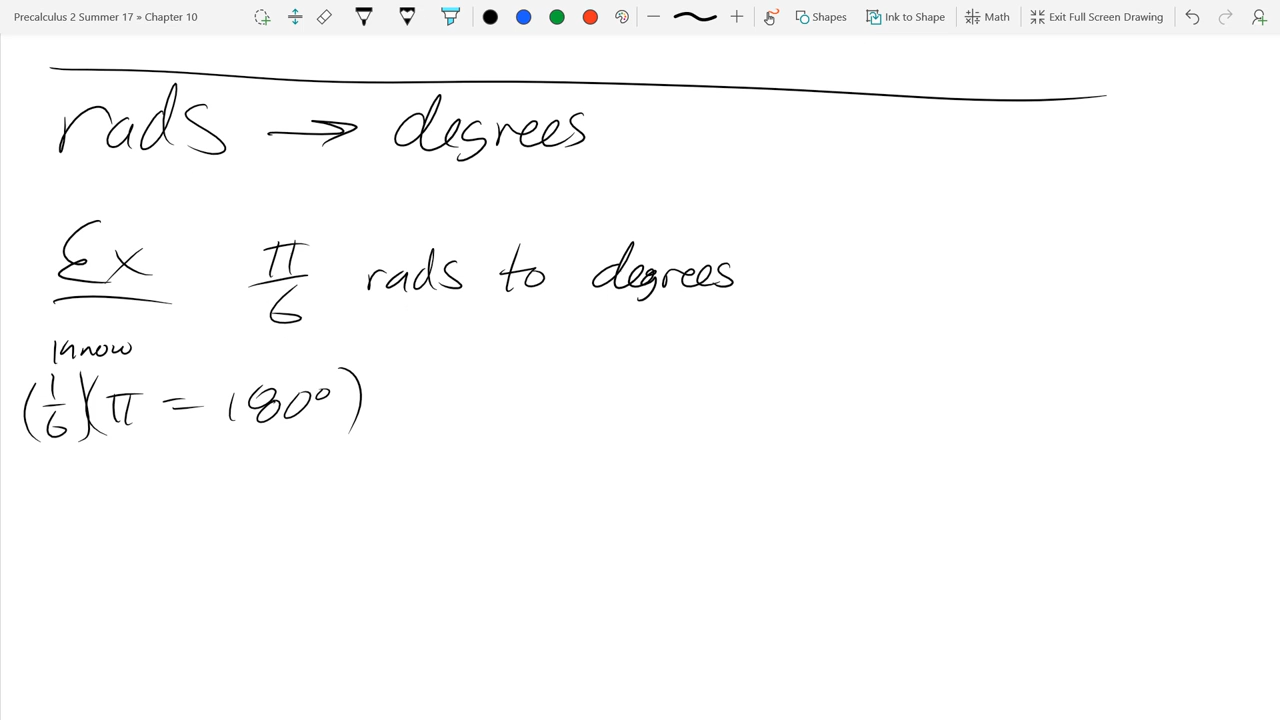 Precalculus 2 Summer 17 » Chapter 10 Shapes Ink to Shape Math Exit Full Screen Drawing
rads → degrees
Ex π/6 rads to degrees
know
(1/6)(π = 180°)